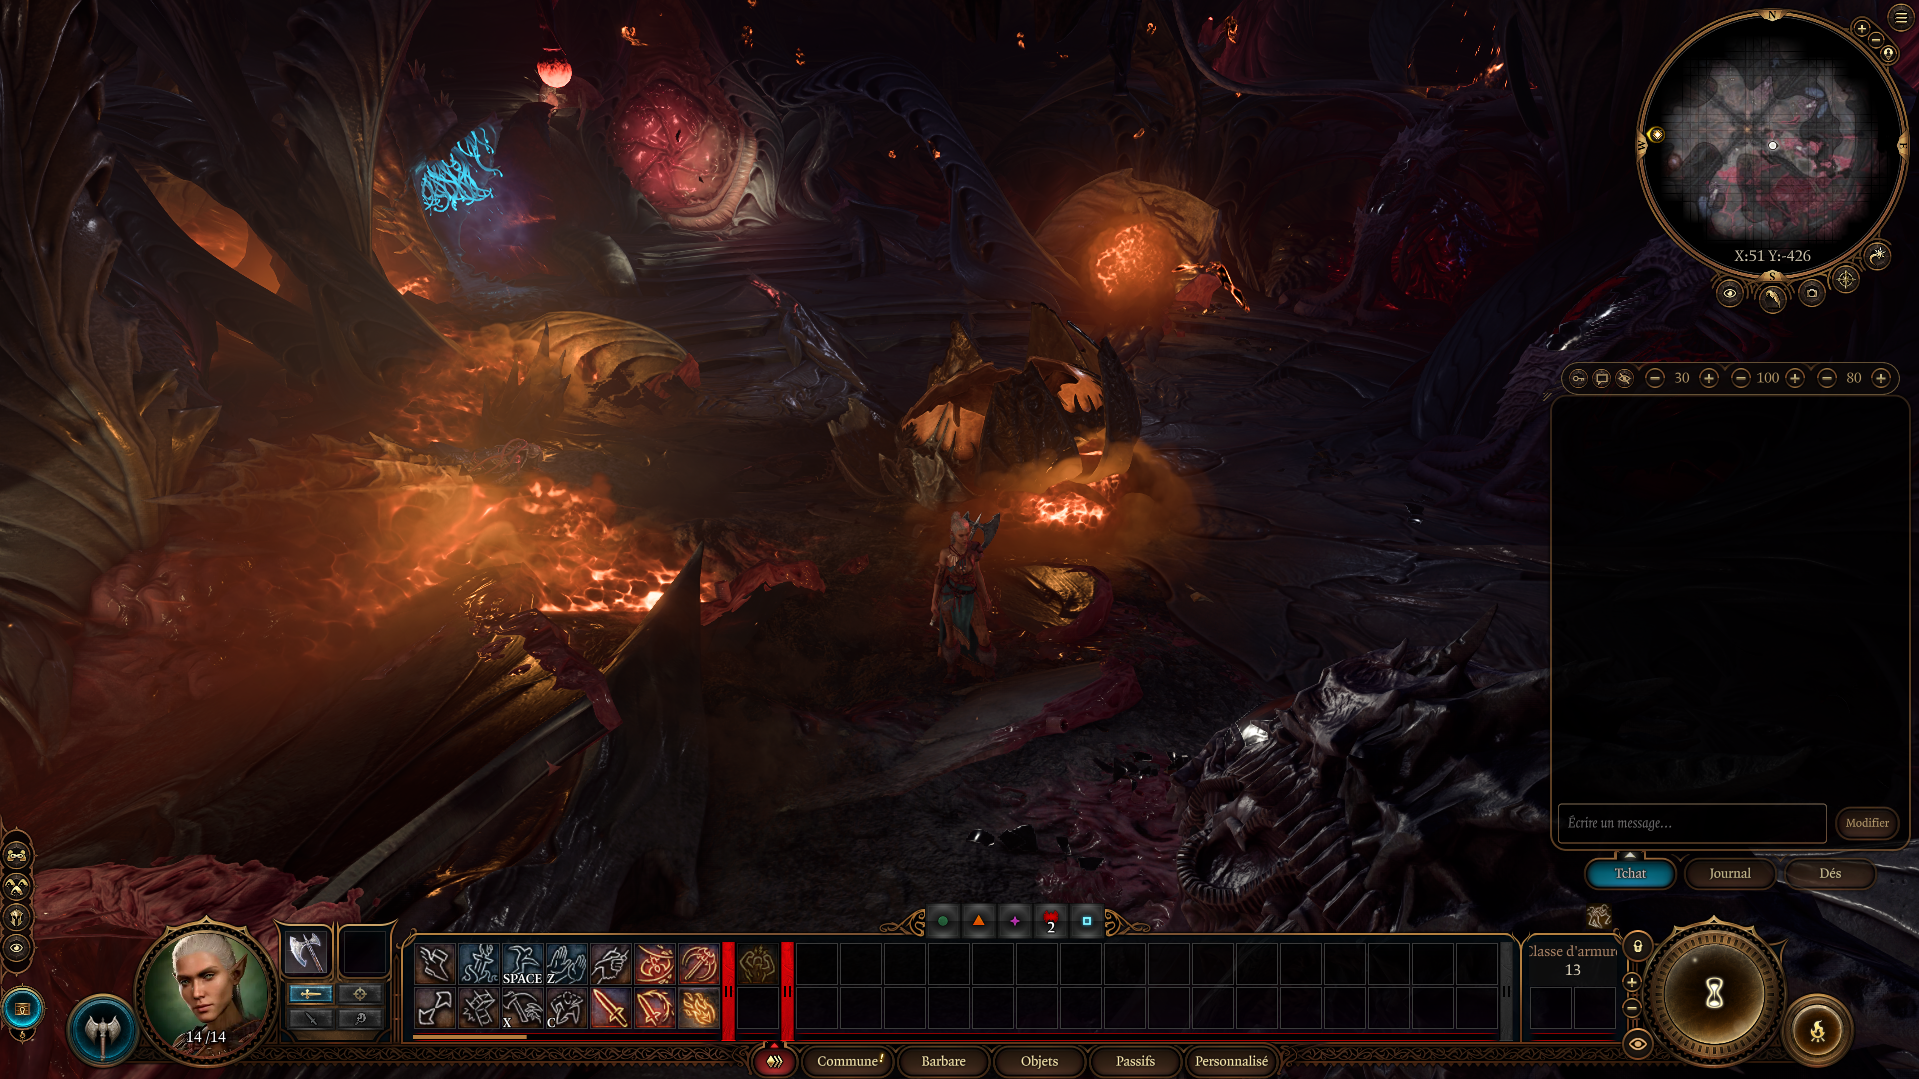 N
W
E
S
X:51 Y:-426
30
100
80
Écrire un message...
Modifier
Tchat
Journal
Dés
2
SPACE
Z
X
C
14 /14
Classe d'armure
13
Commune!
Barbare
Objets
Passifs
Personnalisé